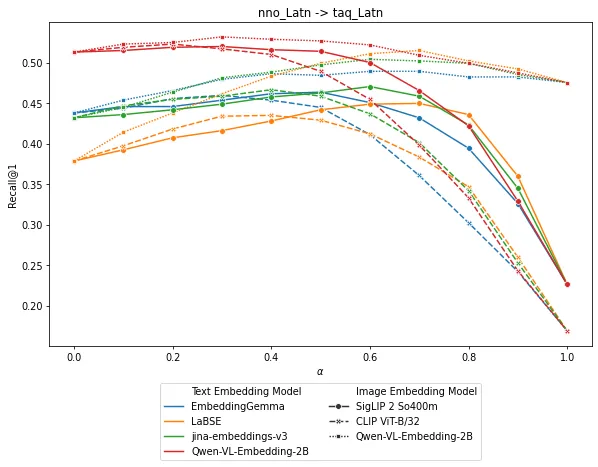 nno_Latn -> taq_Latn
Recall@1
0.50
0.45
0.40
0.35
0.30
0.25
0.20
0.0 0.2 0.4 0.6 0.8 1.0
α
Text Embedding Model
EmbeddingGemma
LaBSE
jina-embeddings-v3
Qwen-VL-Embedding-2B
Image Embedding Model
SigLIP 2 So400m
CLIP ViT-B/32
Qwen-VL-Embedding-2B